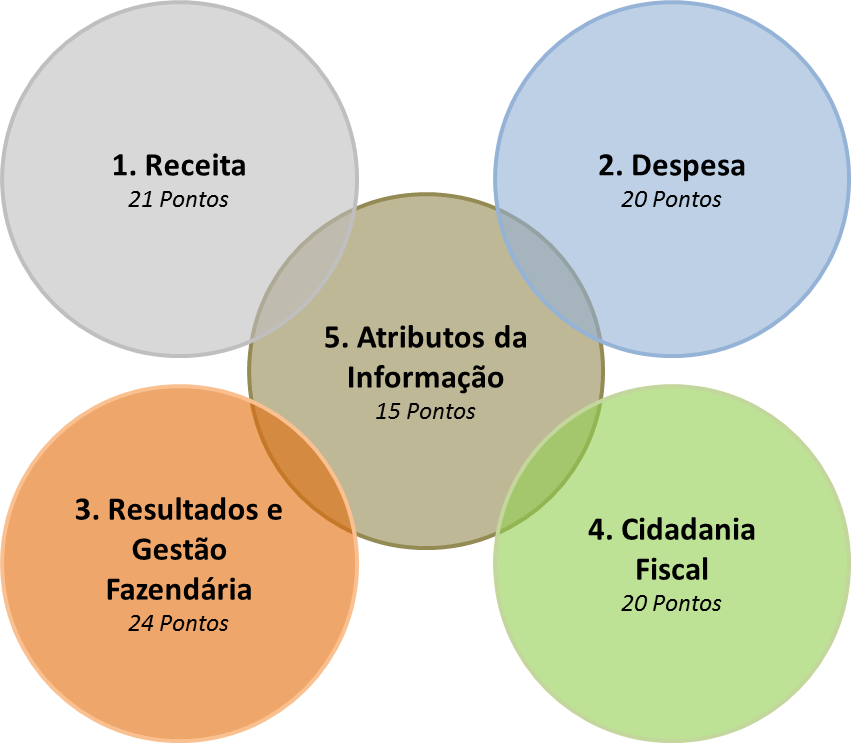 1. Receita
21 Pontos
2. Despesa
20 Pontos
5. Atributos da
Informação
15 Pontos
3. Resultados e
Gestão
Fazendária
24 Pontos
4. Cidadania
Fiscal
20 Pontos